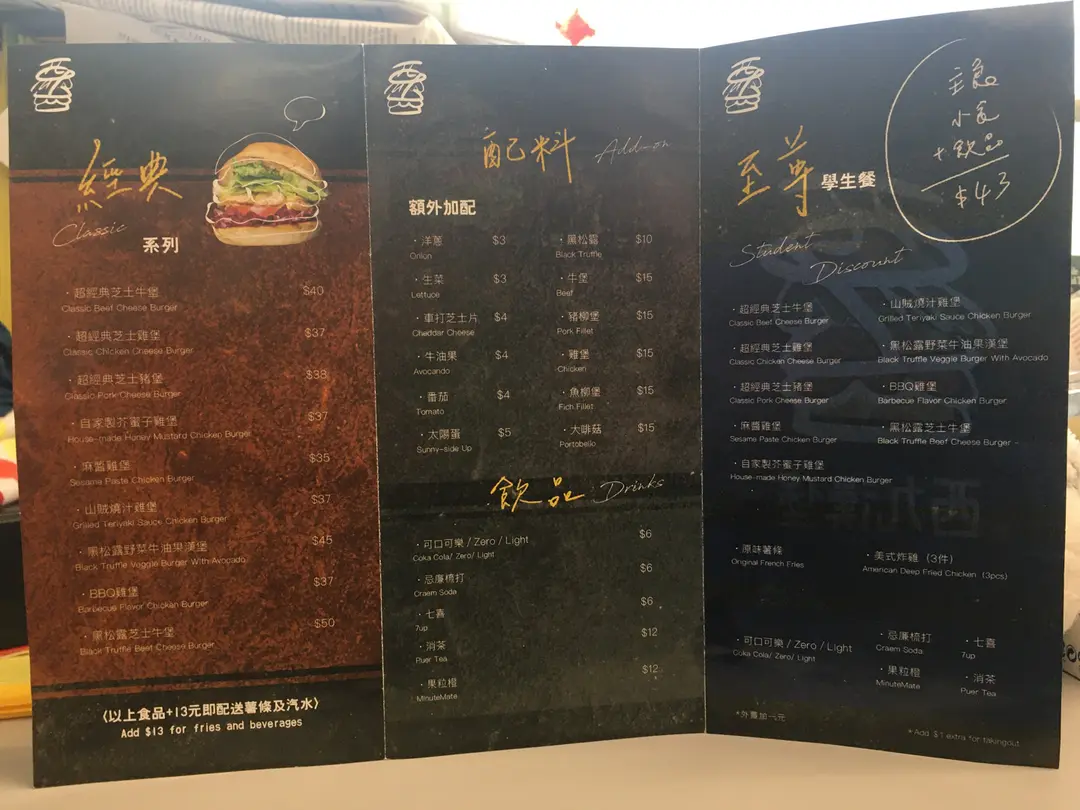 經典
Classic
系列
・超經典芝士牛堡 $40
Classic Beef Cheese Burger
・超經典芝士雞堡 $37
Classic Chicken Cheese Burger
・超經典芝士豬堡 $38
Classic Pork Cheese Burger
・自家製芥蜜子雞堡 $37
House-made Honey Mustard Chicken Burger
・麻醬雞堡 $35
Sesame Paste Chicken Burger
・山賊燒汁雞堡 $37
Grilled Teriyaki Sauce Chicken Burger
・黑松露野菜牛油果漢堡 $45
Black Truffle Veggie Burger With Avocado
・BBQ雞堡 $37
Barbecue Flavor Chicken Burger
・黑松露芝士牛堡 $50
Black Truffle Beef Cheese Burger
〈以上食品+13元即配送薯條及汽水〉
Add $13 for fries and beverages
配料 Add-on
額外加配
・洋蔥 $3 ・黑松露 $10
Onion Black Truffle
・生菜 $3 ・牛堡 $15
Lettuce Beef
・車打芝士片 $4 ・豬柳堡 $15
Cheddar Cheese Pork Fillet
・牛油果 $4 ・雞堡 $15
Avocando Chicken
・番茄 $4 ・魚柳堡 $15
Tomato Fich Fillet
・太陽蛋 $5 ・大啡菇 $15
Sunny-side Up Portobello
飲品 Drinks
・可口可樂 / Zero / Light $6
Coka Cola/ Zero/ Light
・忌廉梳打 $6
Craem Soda
・七喜 $6
7up
・消茶 $12
Puer Tea
・果粒橙 $12
MinuteMate
主食
小食
+飲品
$43
至尊 學生餐
Student
Discount
・超經典芝士牛堡 ・山賊燒汁雞堡
Classic Beef Cheese Burger Grilled Teriyaki Sauce Chicken Burger
・超經典芝士雞堡 ・黑松露野菜牛油果漢堡
Classic Chicken Cheese Burger Black Truffle Veggie Burger With Avocado
・超經典芝士豬堡 ・BBQ雞堡
Classic Pork Cheese Burger Barbecue Flavor Chicken Burger
・麻醬雞堡 ・黑松露芝士牛堡
Sesame Paste Chicken Burger Black Truffle Beef Cheese Burger
・自家製芥蜜子雞堡
House-made Honey Mustard Chicken Burger
・原味薯條 ・美式炸雞（3件）
Original French Fries American Deep Fried Chicken (3pcs)
・可口可樂 / Zero / Light ・忌廉梳打 ・七喜
Coka Cola/ Zero/ Light Craem Soda 7up
・果粒橙 ・消茶
MinuteMate Puer Tea
*外賣加一元
*Add $1 extra for takingout